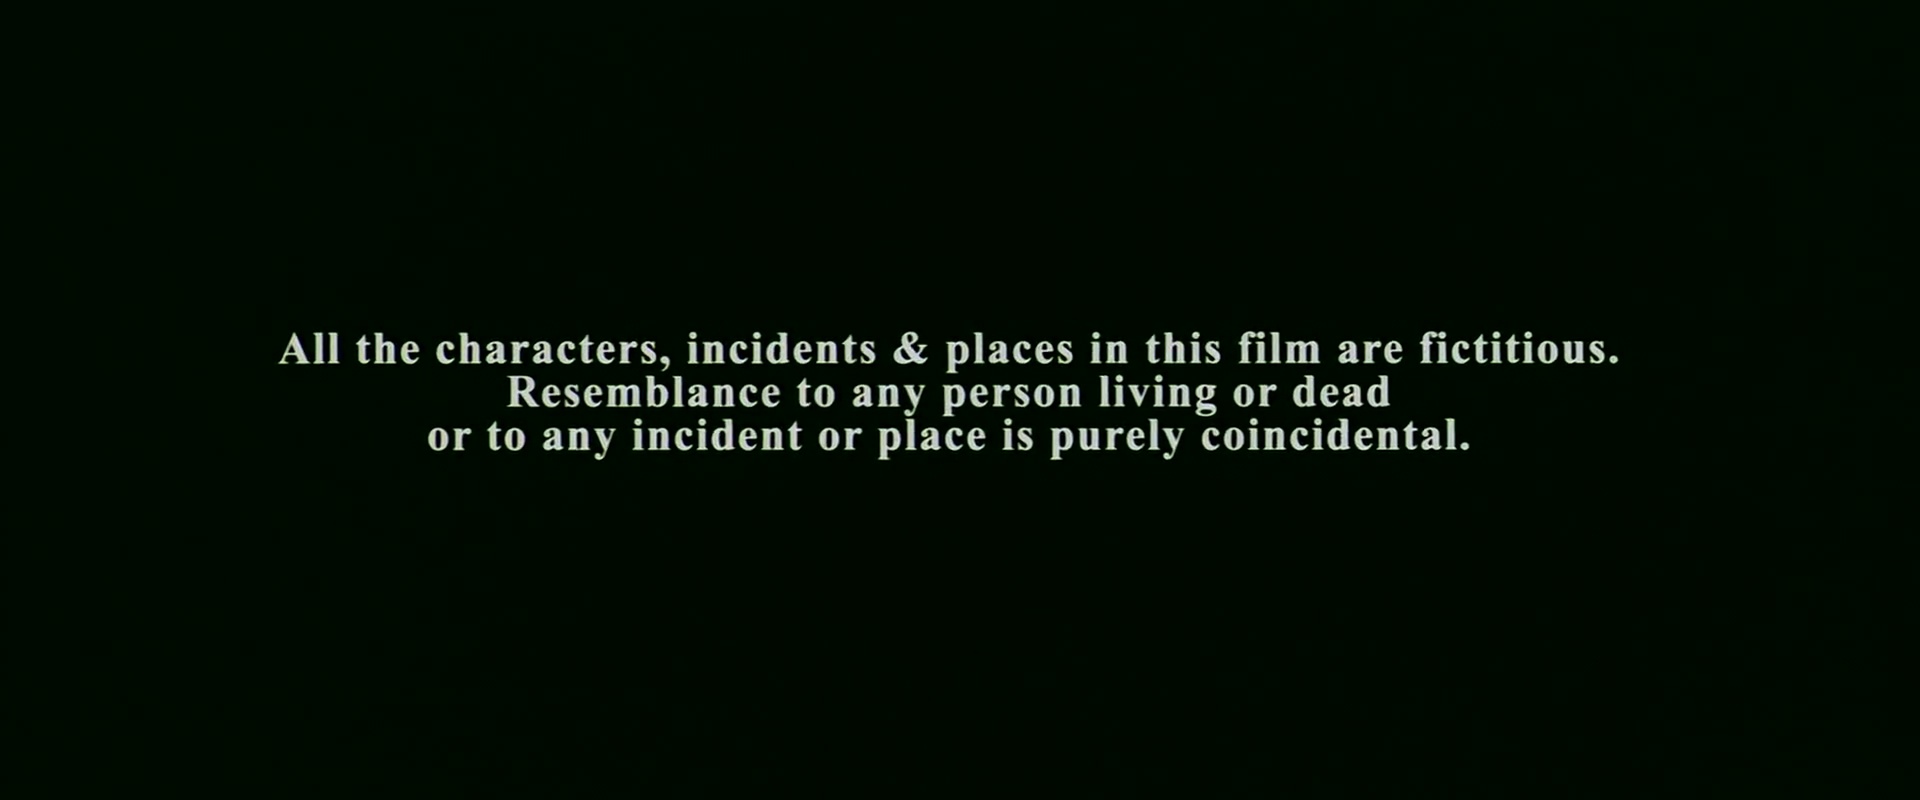 All the characters, incidents & places in this film are fictitious.
Resemblance to any person living or dead
or to any incident or place is purely coincidental.